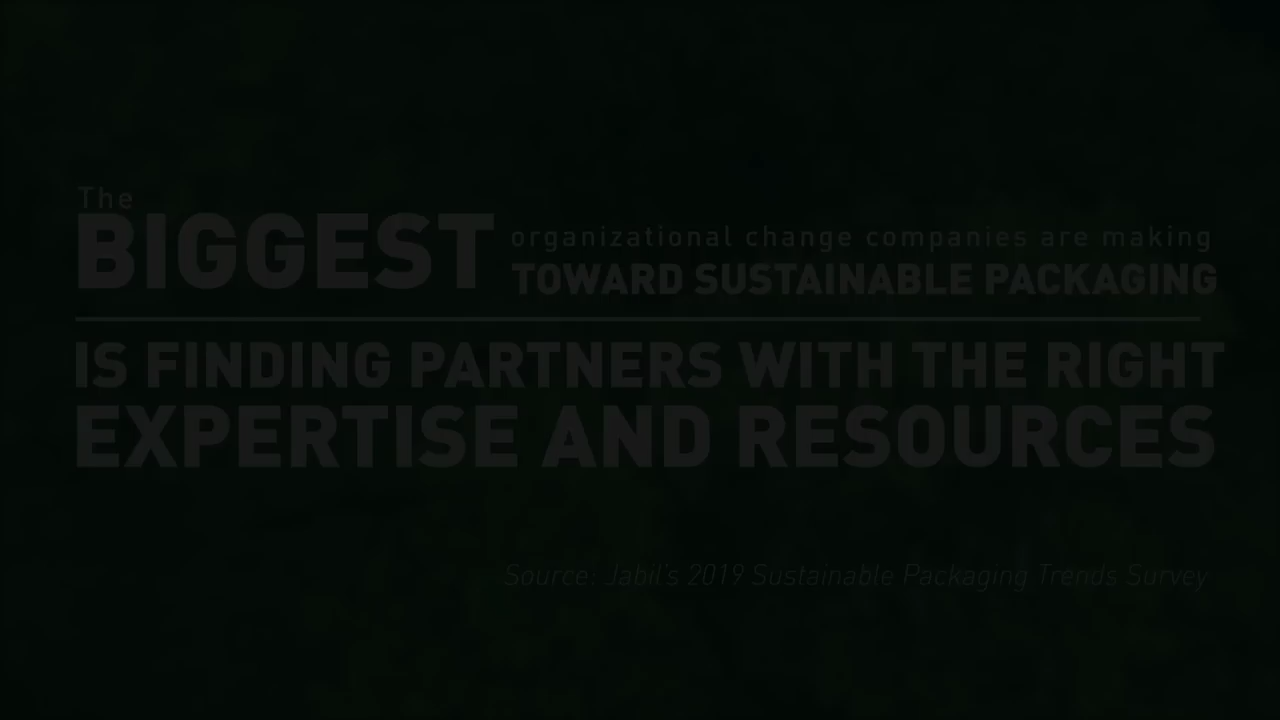 The
BIGGEST
organizational change companies are making
TOWARD SUSTAINABLE PACKAGING
IS FINDING PARTNERS WITH THE RIGHT
EXPERTISE AND RESOURCES
Source: Jabil's 2019 Sustainable Packaging Trends Survey